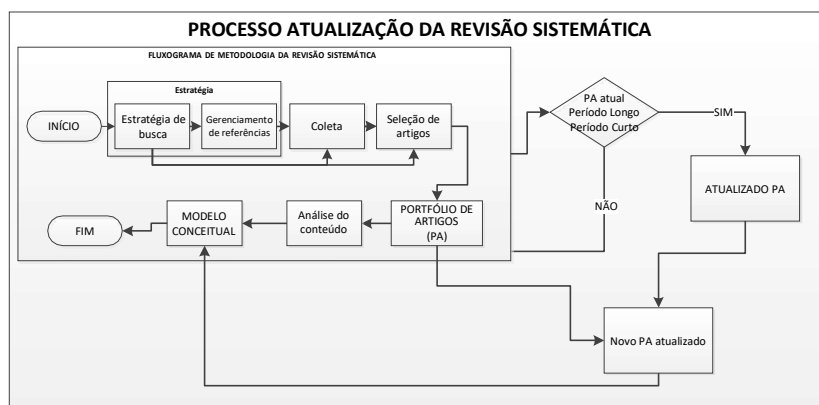 PROCESSO ATUALIZAÇÃO DA REVISÃO SISTEMÁTICA
FLUXOGRAMA DE METODOLOGIA DA REVISÃO SISTEMÁTICA
Estratégia
INÍCIO
Estratégia de
busca
Gerenciamento
de referências
Coleta
Seleção de
artigos
PA atual
Período Longo
Período Curto
SIM
ATUALIZADO PA
NÃO
FIM
MODELO
CONCEITUAL
Análise do
conteúdo
PORTFÓLIO DE
ARTIGOS
(PA)
Novo PA atualizado